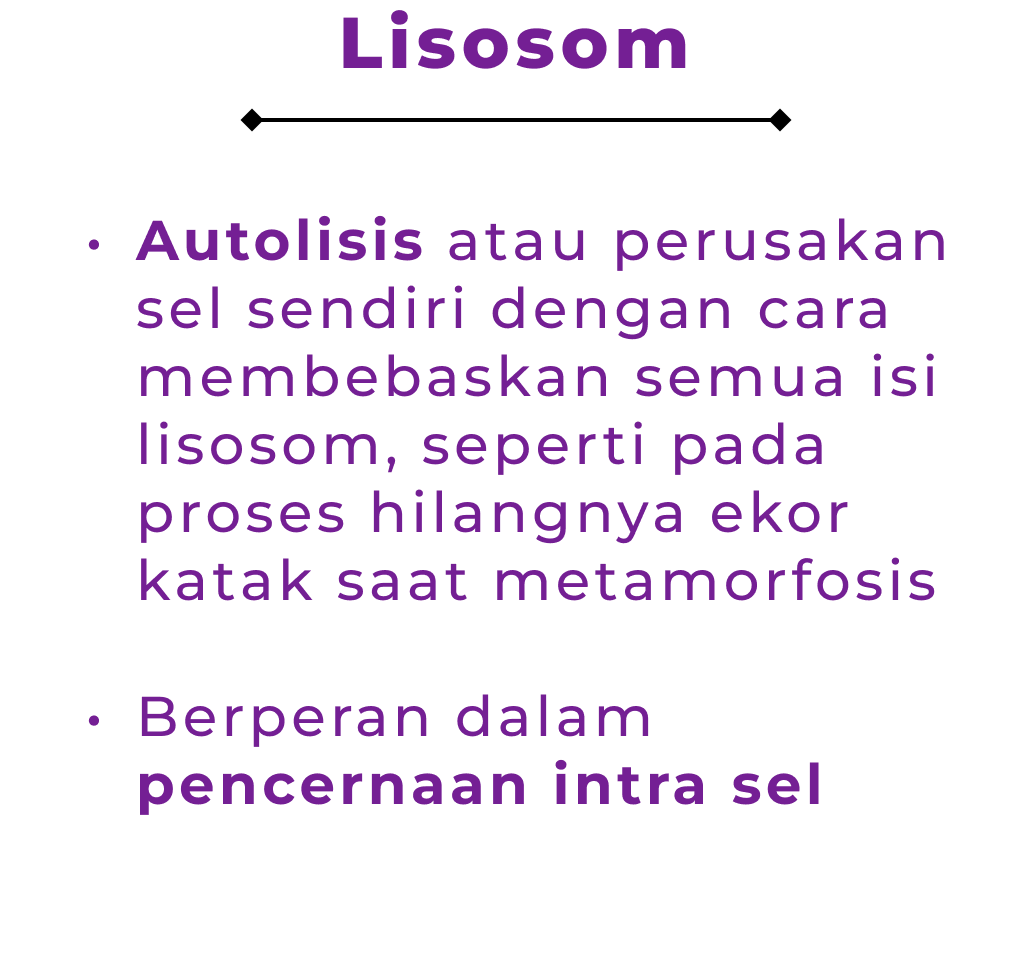 Lisosom
• Autolisis atau perusakan
sel sendiri dengan cara
membebaskan semua isi
lisosom, seperti pada
proses hilangnya ekor
katak saat metamorfosis
• Berperan dalam
pencernaan intra sel